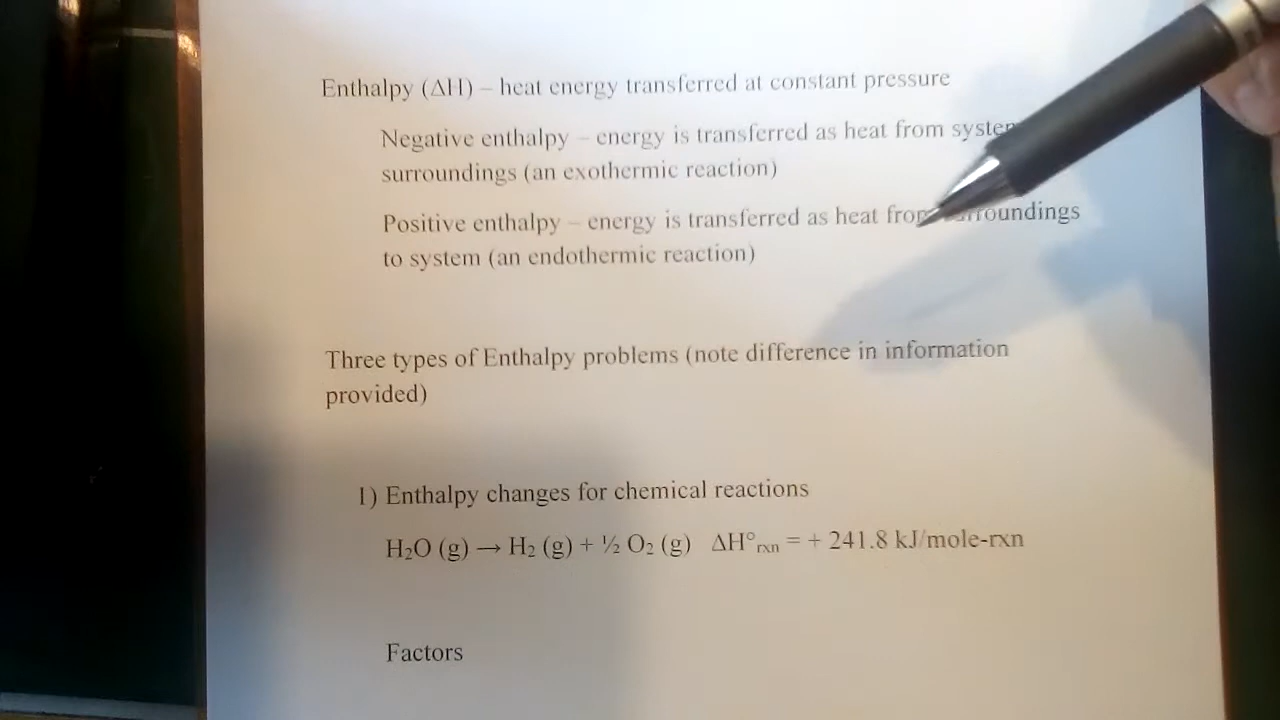 Enthalpy (ΔH) – heat energy transferred at constant pressure
Negative enthalpy – energy is transferred as heat from system
surroundings (an exothermic reaction)
Positive enthalpy – energy is transferred as heat from surroundings
to system (an endothermic reaction)
Three types of Enthalpy problems (note difference in information
provided)
1) Enthalpy changes for chemical reactions
H₂O (g) → H₂ (g) + ½ O₂ (g) ΔH°rxn = + 241.8 kJ/mole-rxn
Factors